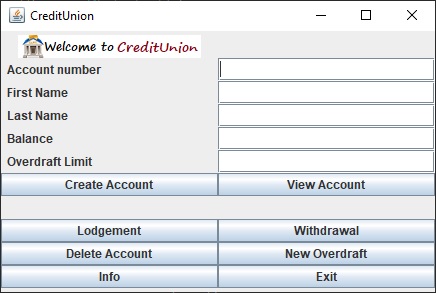 CreditUnion
Welcome to CreditUnion
Account number
First Name
Last Name
Balance
Overdraft Limit
Create Account View Account
Lodgement Withdrawal
Delete Account New Overdraft
Info Exit